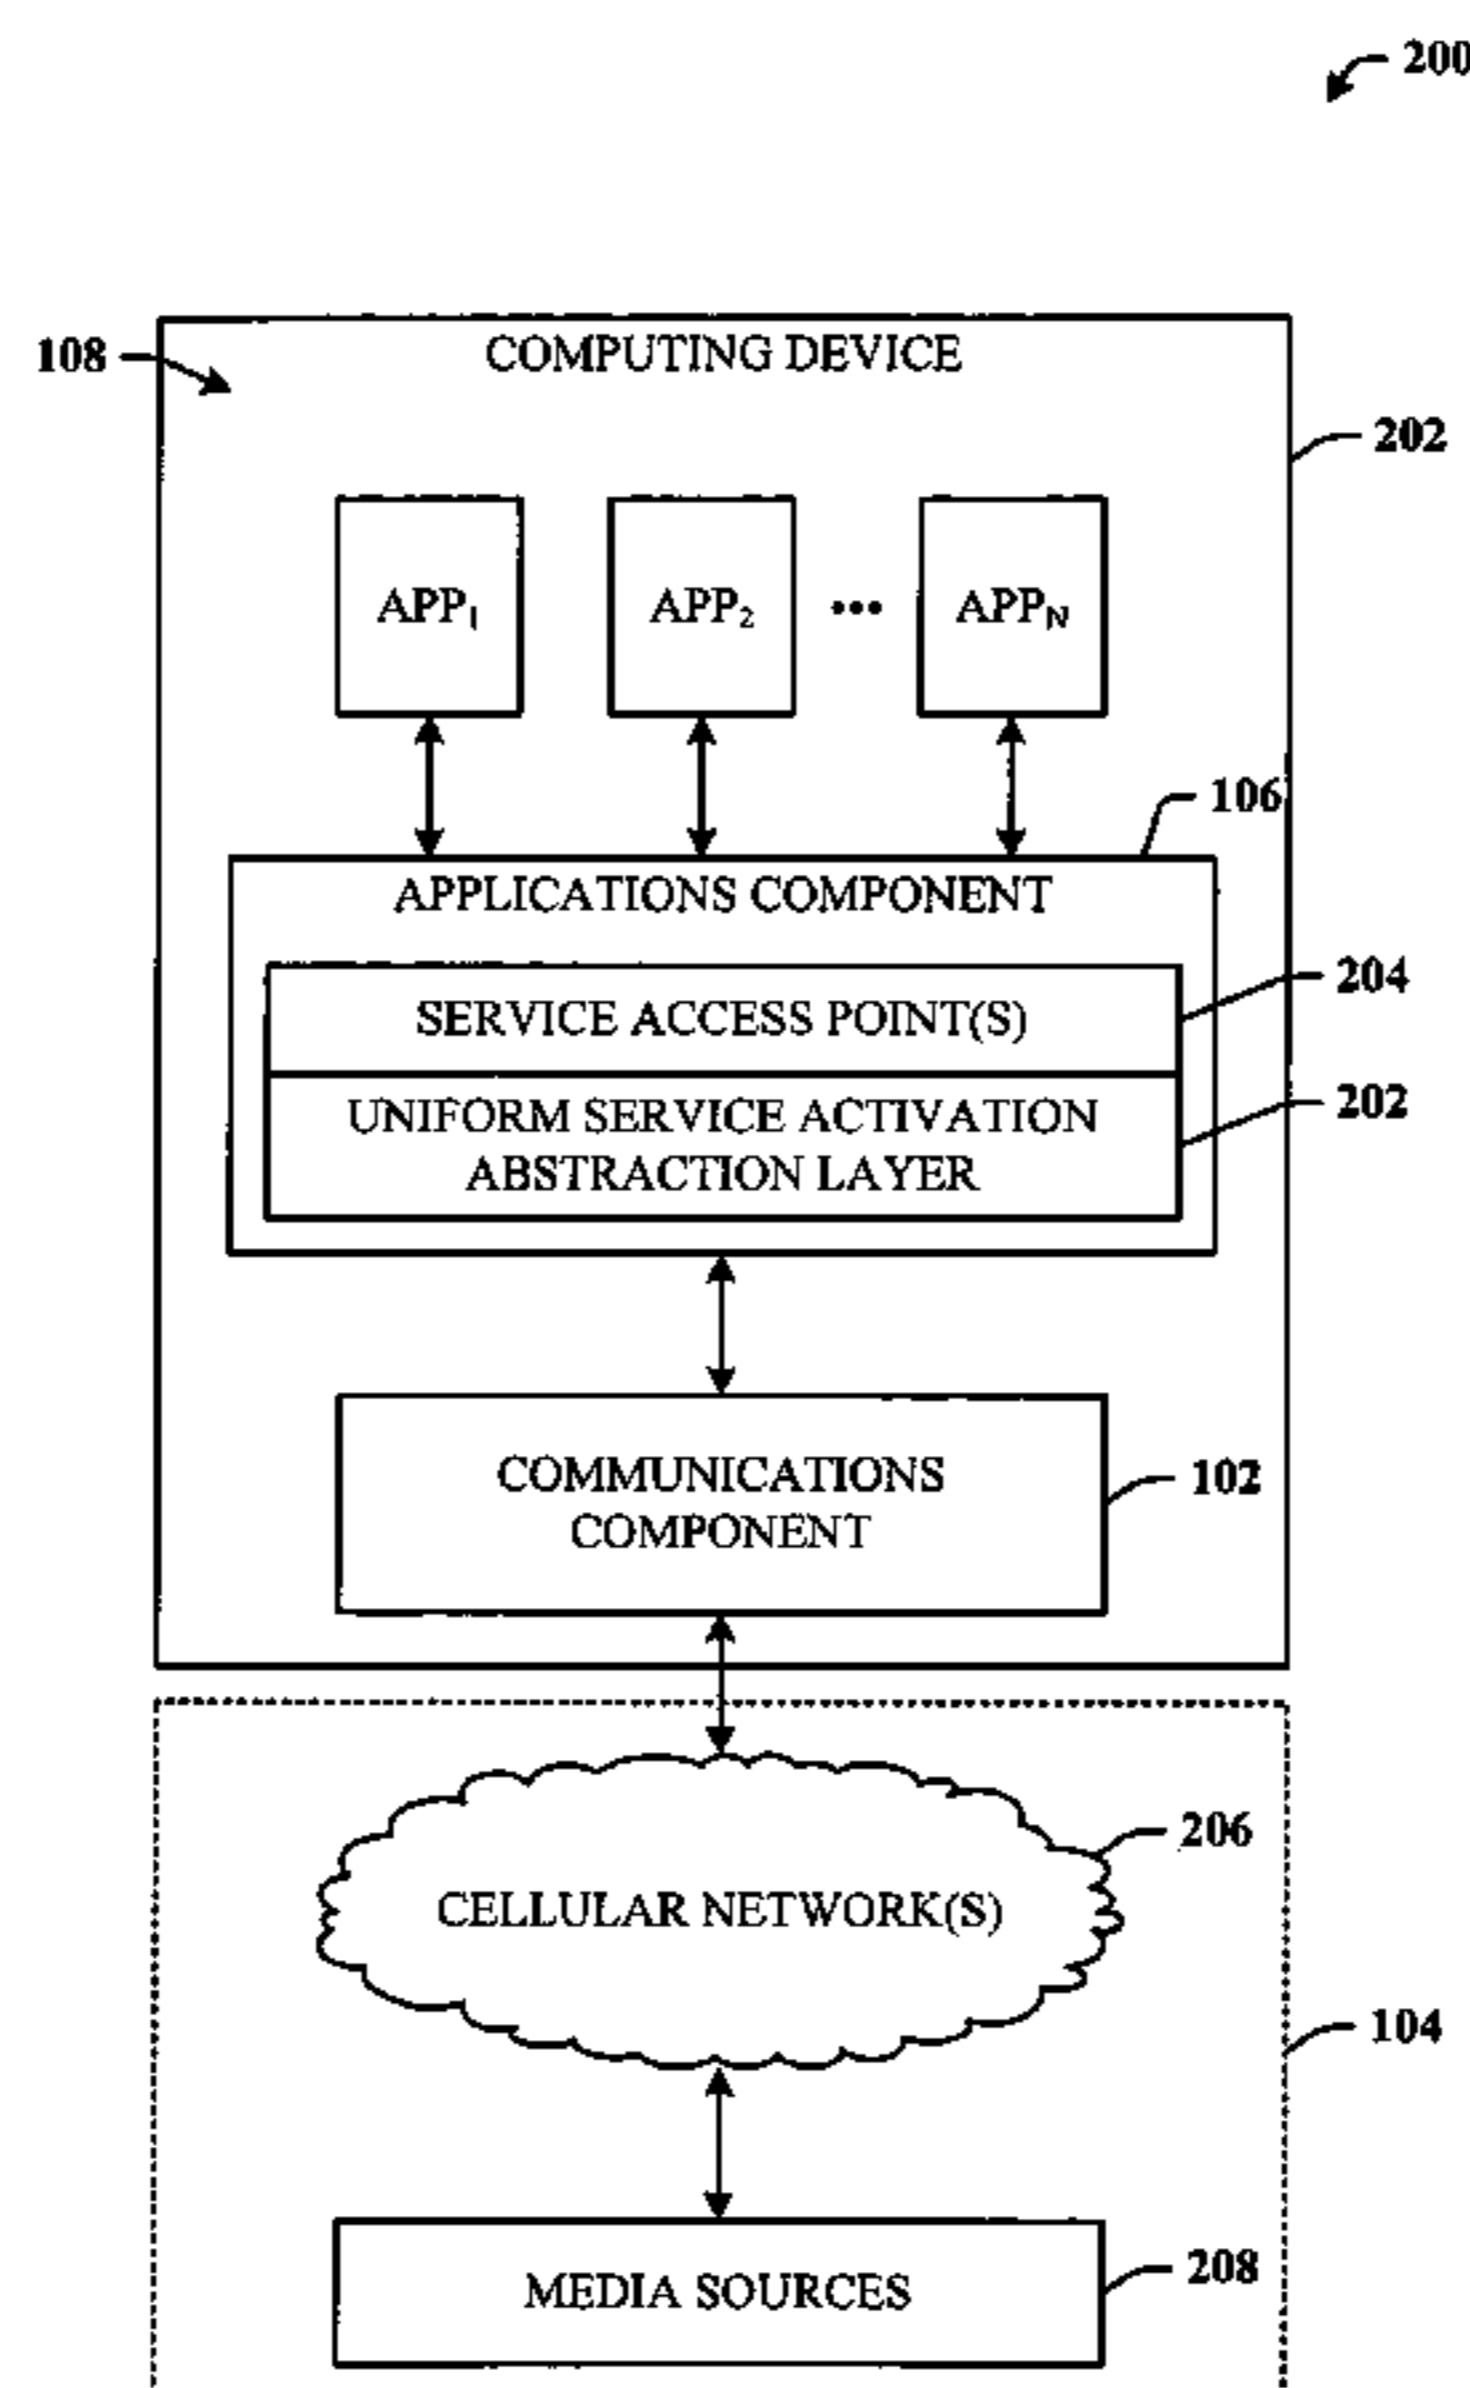 200
COMPUTING DEVICE
108
202
APP1 APP2 ••• APPN
106
APPLICATIONS COMPONENT
SERVICE ACCESS POINT(S)
204
UNIFORM SERVICE ACTIVATION
ABSTRACTION LAYER
202
COMMUNICATIONS
COMPONENT
102
206
CELLULAR NETWORK(S)
104
MEDIA SOURCES
208